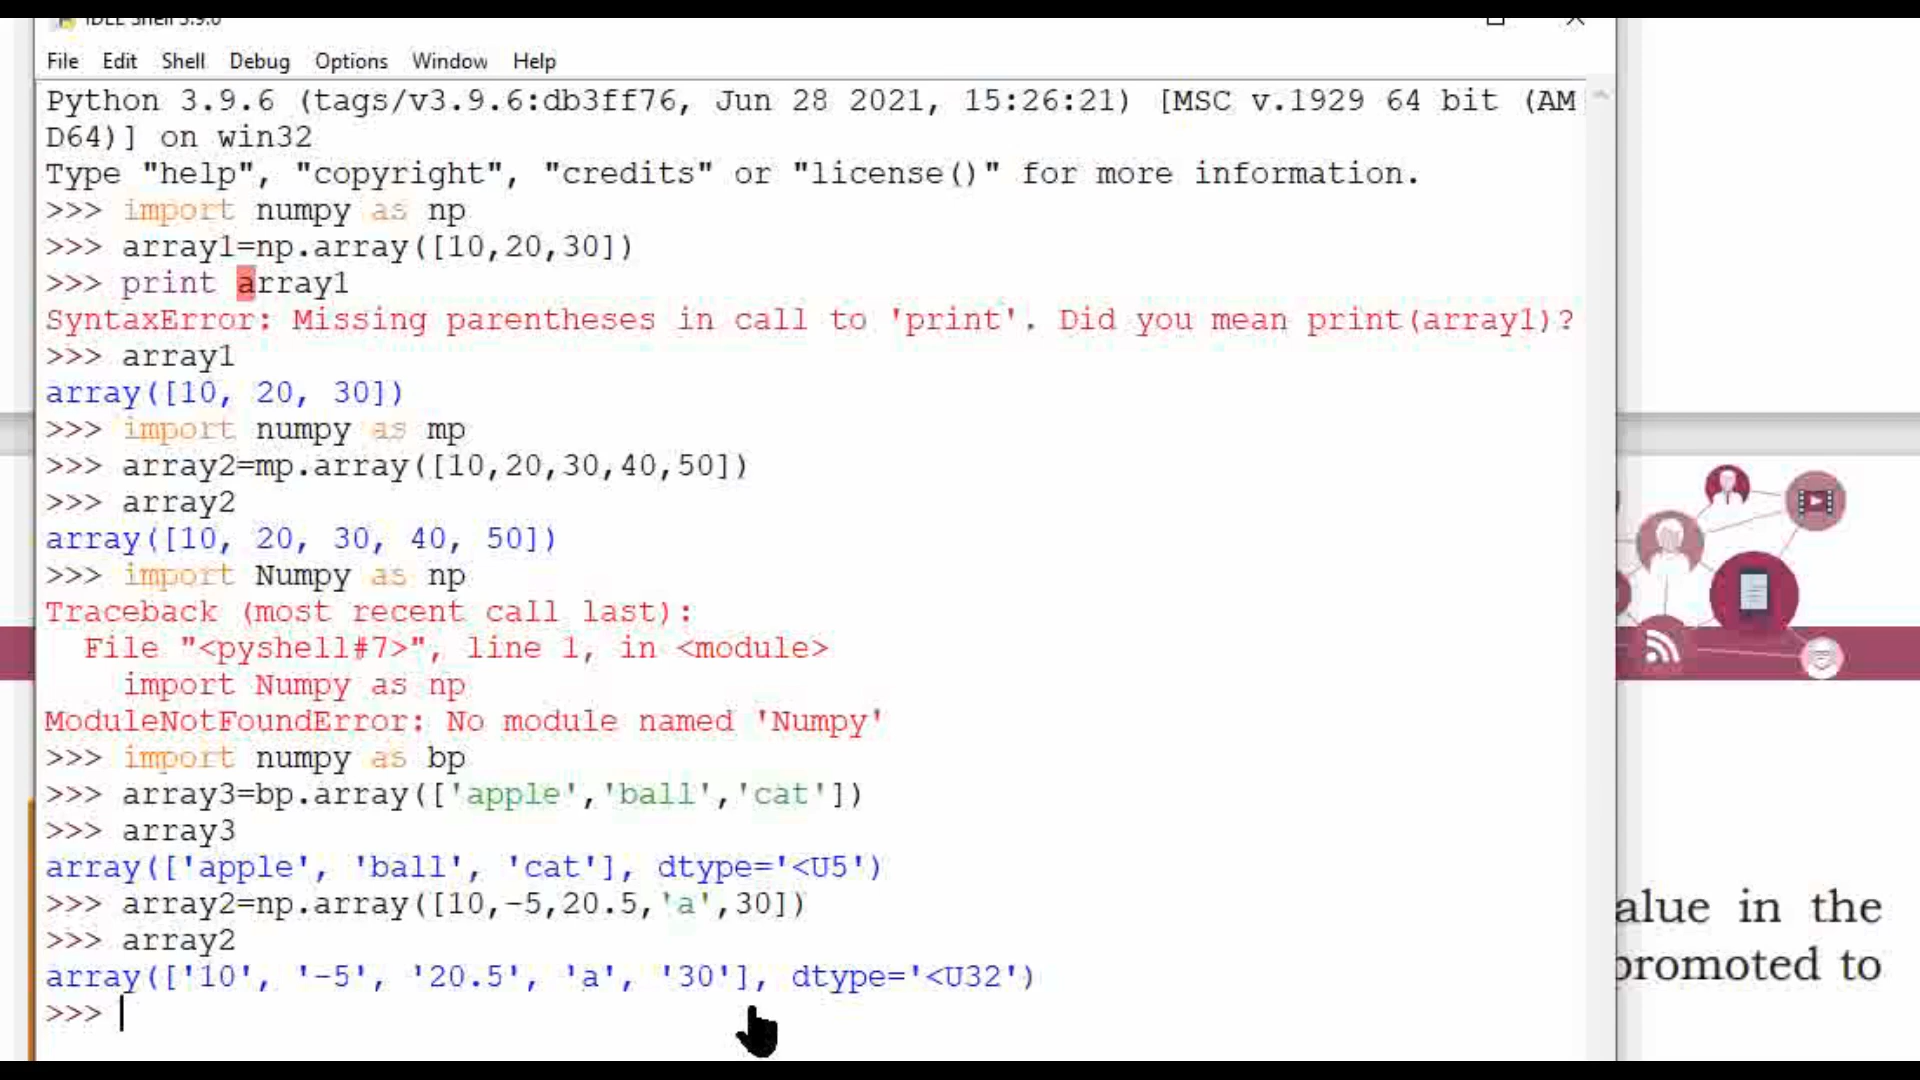 IDLE Shell 3.9.6
File Edit Shell Debug Options Window Help
Python 3.9.6 (tags/v3.9.6:db3ff76, Jun 28 2021, 15:26:21) [MSC v.1929 64 bit (AM
D64)] on win32
Type "help", "copyright", "credits" or "license()" for more information.
>>> import numpy as np
>>> array1=np.array([10,20,30])
>>> print array1
SyntaxError: Missing parentheses in call to 'print'. Did you mean print(array1)?
>>> array1
array([10, 20, 30])
>>> import numpy as mp
>>> array2=mp.array([10,20,30,40,50])
>>> array2
array([10, 20, 30, 40, 50])
>>> import Numpy as np
Traceback (most recent call last):
  File "<pyshell#7>", line 1, in <module>
    import Numpy as np
ModuleNotFoundError: No module named 'Numpy'
>>> import numpy as bp
>>> array3=bp.array(['apple','ball','cat'])
>>> array3
array(['apple', 'ball', 'cat'], dtype='<U5')
>>> array2=np.array([10,-5,20.5,'a',30])
>>> array2
array(['10', '-5', '20.5', 'a', '30'], dtype='<U32')
>>>
alue in the
promoted to